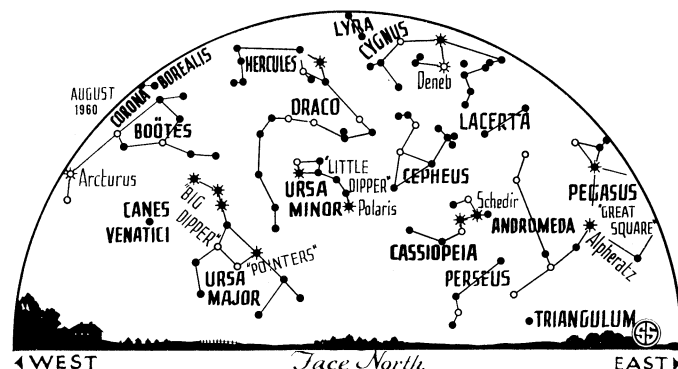 LYRA
CYGNUS
HERCULES
Deneb
CORONA BOREALIS
AUGUST
1960
DRACO
LACERTA
BOÖTES
"LITTLE
DIPPER"
URSA
MINOR
Polaris
CEPHEUS
Arcturus
PEGASUS
"GREAT
SQUARE"
"BIG
DIPPER"
CANES
VENATICI
Schedir
ANDROMEDA
Alpheratz
CASSIOPEIA
"POINTERS"
URSA
MAJOR
PERSEUS
TRIANGULUM
SS
WEST
Face North
EAST